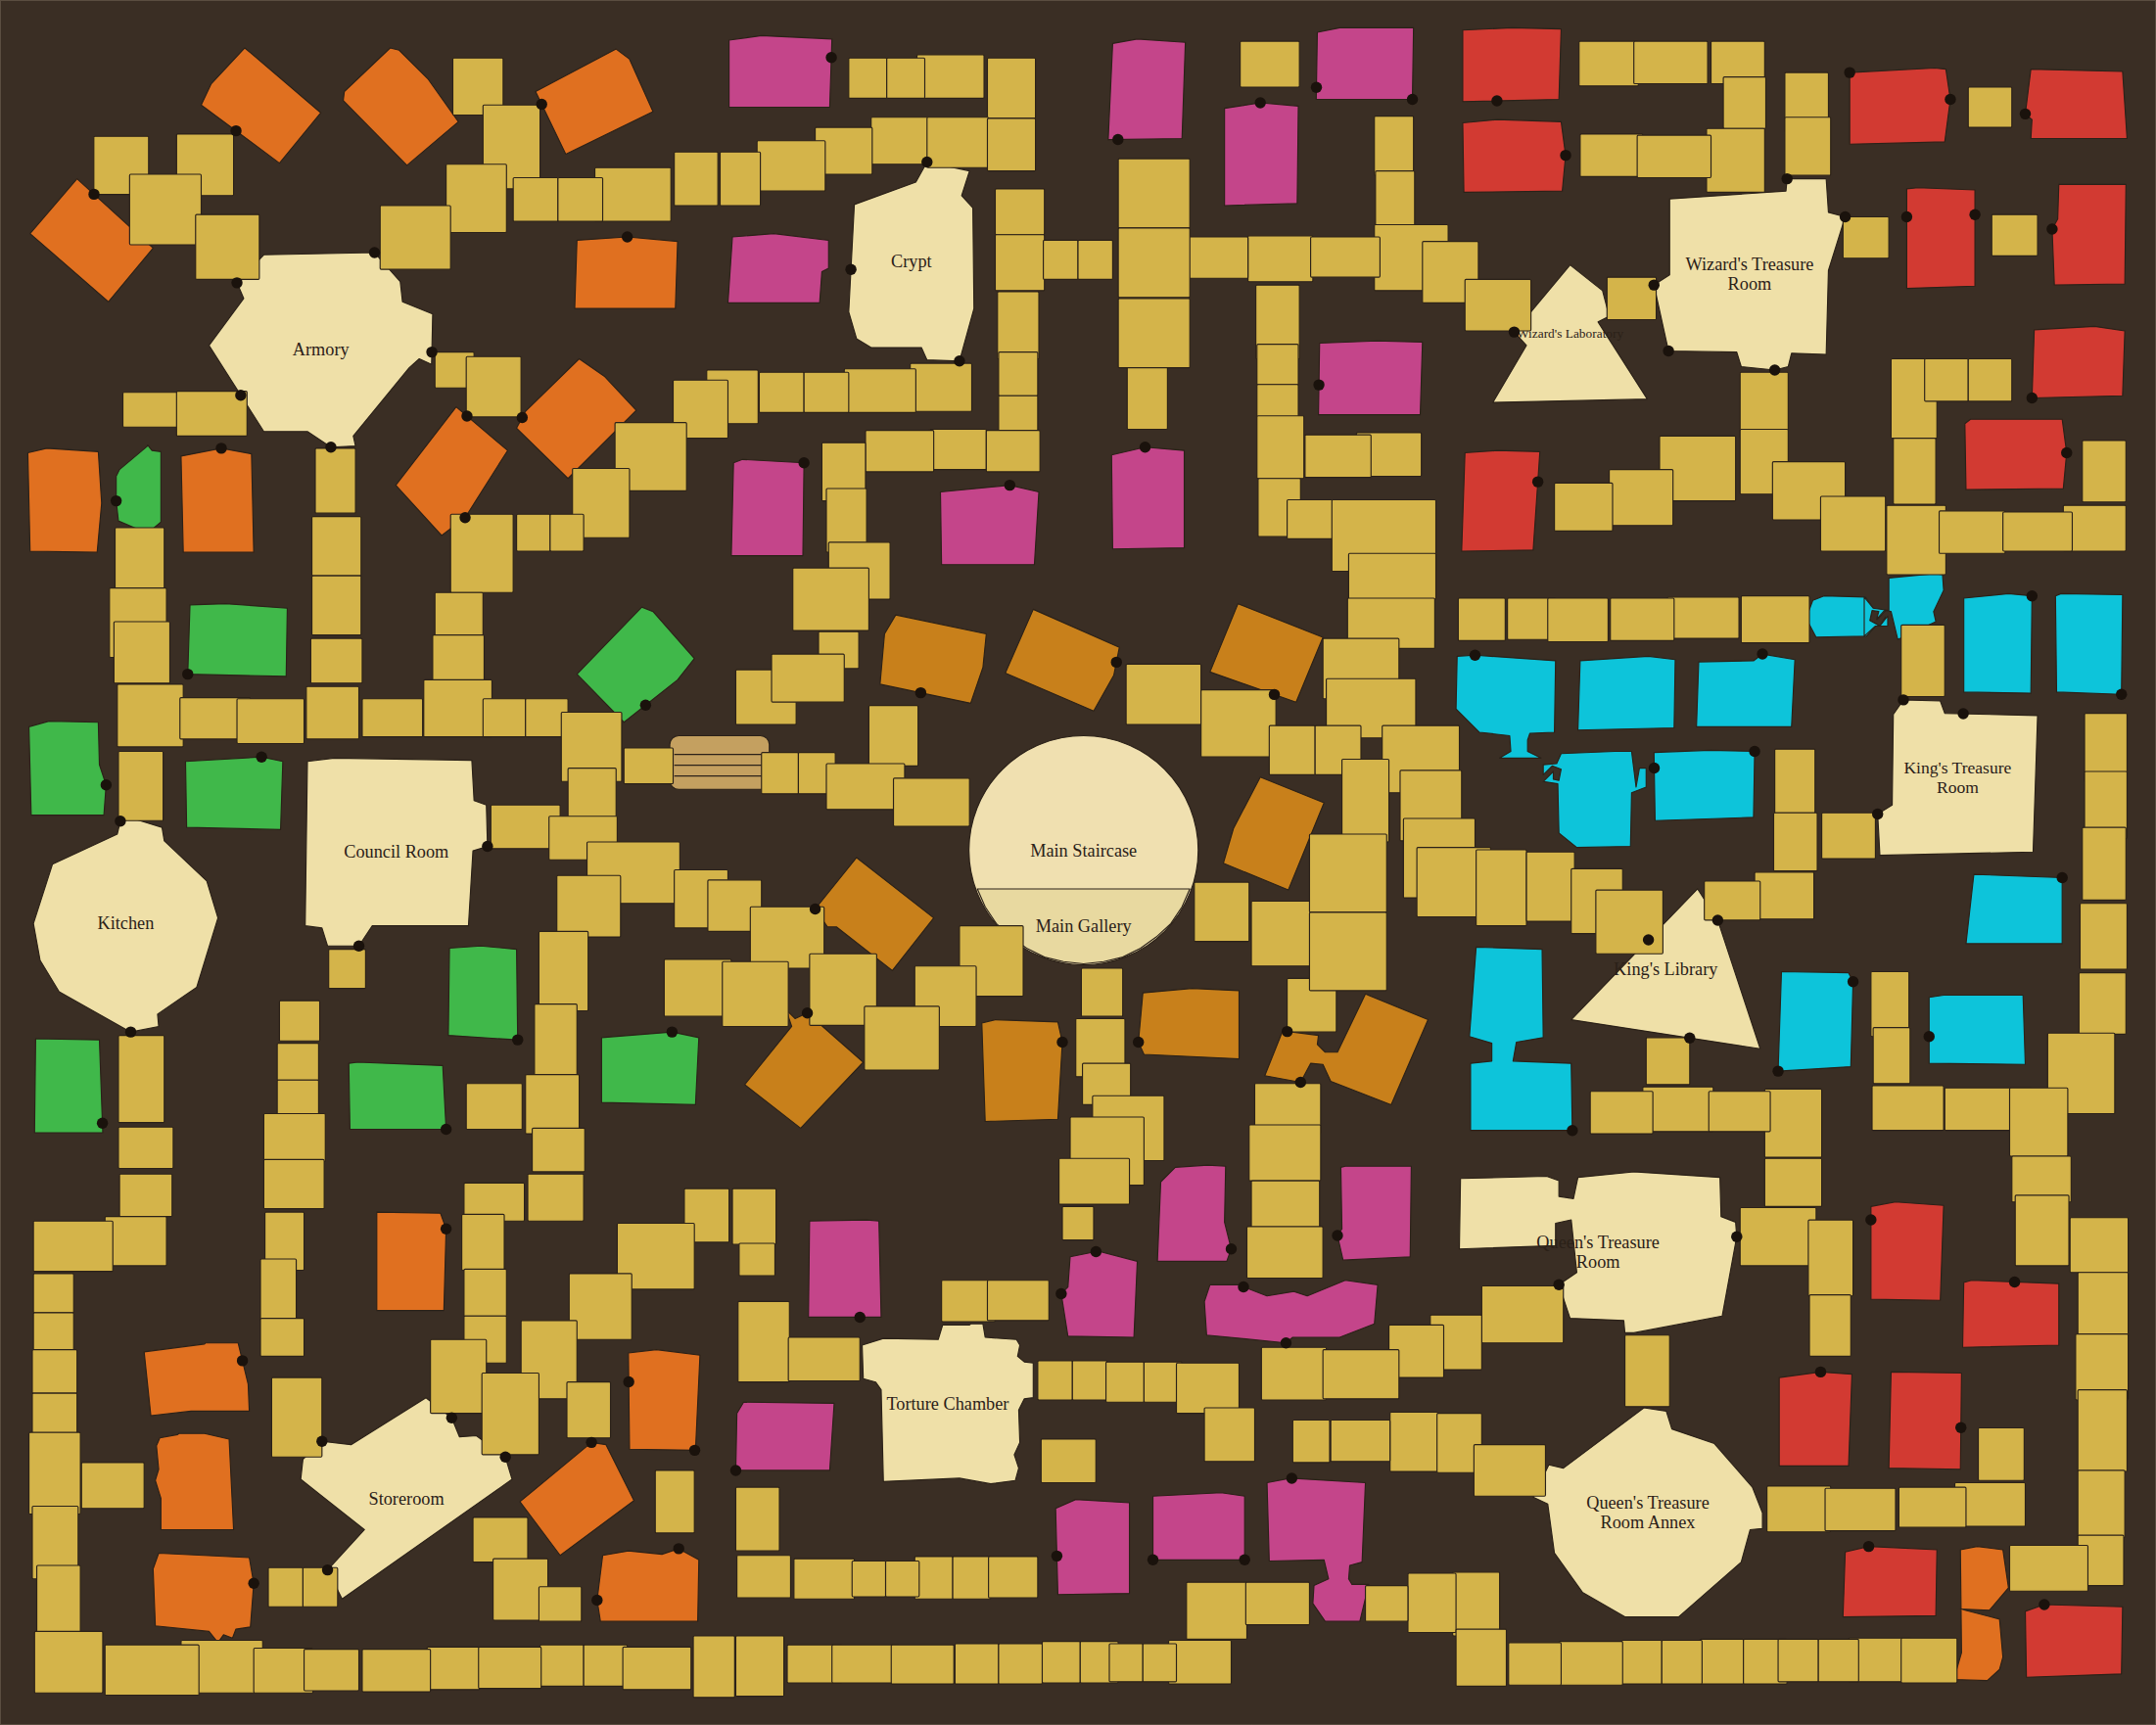 Crypt
Wizard's Treasure
Room
Wizard's Laboratory
Armory
King's Treasure
Room
Council Room
Main Staircase
Kitchen
Main Gallery
King's Library
Queen's Treasure
Room
Torture Chamber
Storeroom
Queen's Treasure
Room Annex